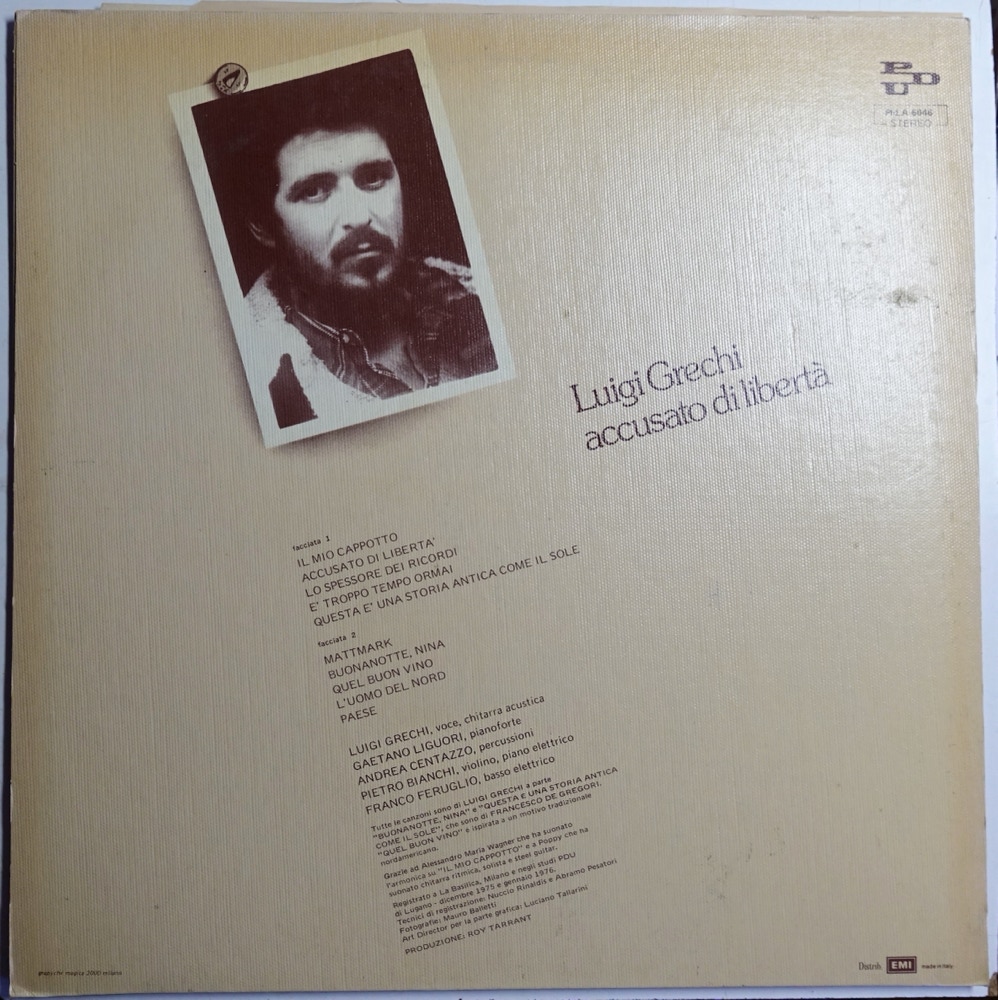 PDU
PLD.A 6046
STEREO
Luigi Grechi
accusato di libertà
facciata 1
IL MIO CAPPOTTO
ACCUSATO DI LIBERTA'
LO SPESSORE DEI RICORDI
E' TROPPO TEMPO ORMAI
QUESTA E' UNA STORIA ANTICA COME IL SOLE
facciata 2
MATTMARK
BUONANOTTE, NINA
QUEL BUON VINO
L'UOMO DEL NORD
PAESE
LUIGI GRECHI, voce, chitarra acustica
GAETANO LIGUORI, pianoforte
ANDREA CENTAZZO, percussioni
PIETRO BIANCHI, violino, piano elettrico
FRANCO FERUGLIO, basso elettrico
Tutte le canzoni sono di LUIGI GRECHI a parte
"BUONANOTTE, NINA" e "QUESTA E UNA STORIA ANTICA
COME IL SOLE", che sono di FRANCESCO DE GREGORI.
"QUEL BUON VINO" è ispirata a un motivo tradizionale
nordamericano.
Grazie ad Alessandro Maria Wagner che ha suonato
l'armonica su "IL MIO CAPPOTTO" e a Poppy che ha
suonato chitarra ritmica, solista e steel guitar.
Registrato a La Basilica, Milano e negli studi PDU
di Lugano - dicembre 1975 e gennaio 1976.
Tecnici di registrazione: Nuccio Rinaldis e Abramo Pesatori
Fotografie: Mauro Balletti
Art Director per la parte grafica: Luciano Tallarini
PRODUZIONE: ROY TARRANT
grafiche magica 2000 milano
Distrib. EMI made in Italy